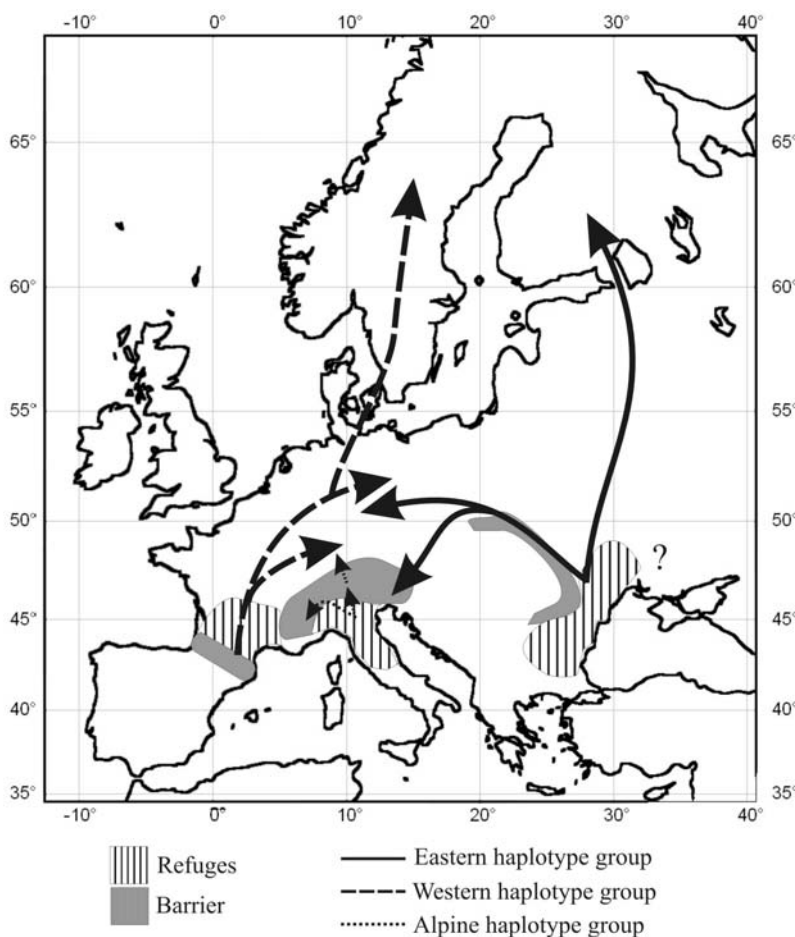 -10° 0° 10° 20° 30° 40°
65° 65°
60° 60°
55° 55°
50° 50°
?
45° 45°
40° 40°
35° 35°
-10° 0° 10° 20° 30° 40°
Refuges
Barrier
Eastern haplotype group
Western haplotype group
Alpine haplotype group